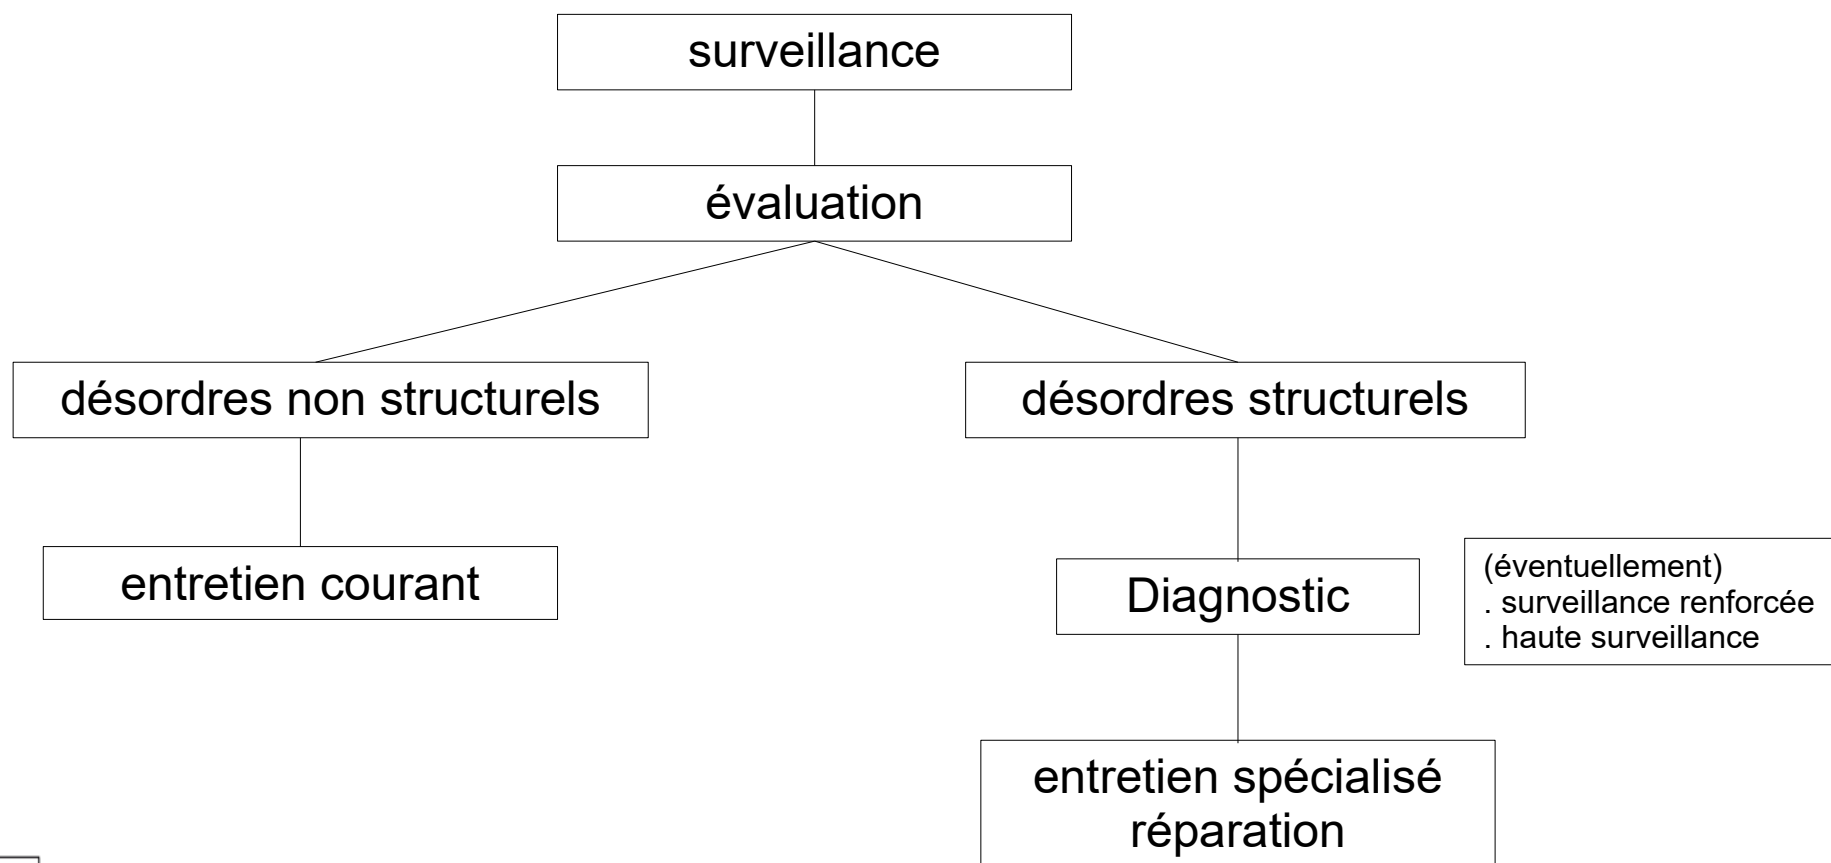 surveillance
évaluation
désordres non structurels
désordres structurels
entretien courant
Diagnostic
(éventuellement)
. surveillance renforcée
. haute surveillance
entretien spécialisé
réparation